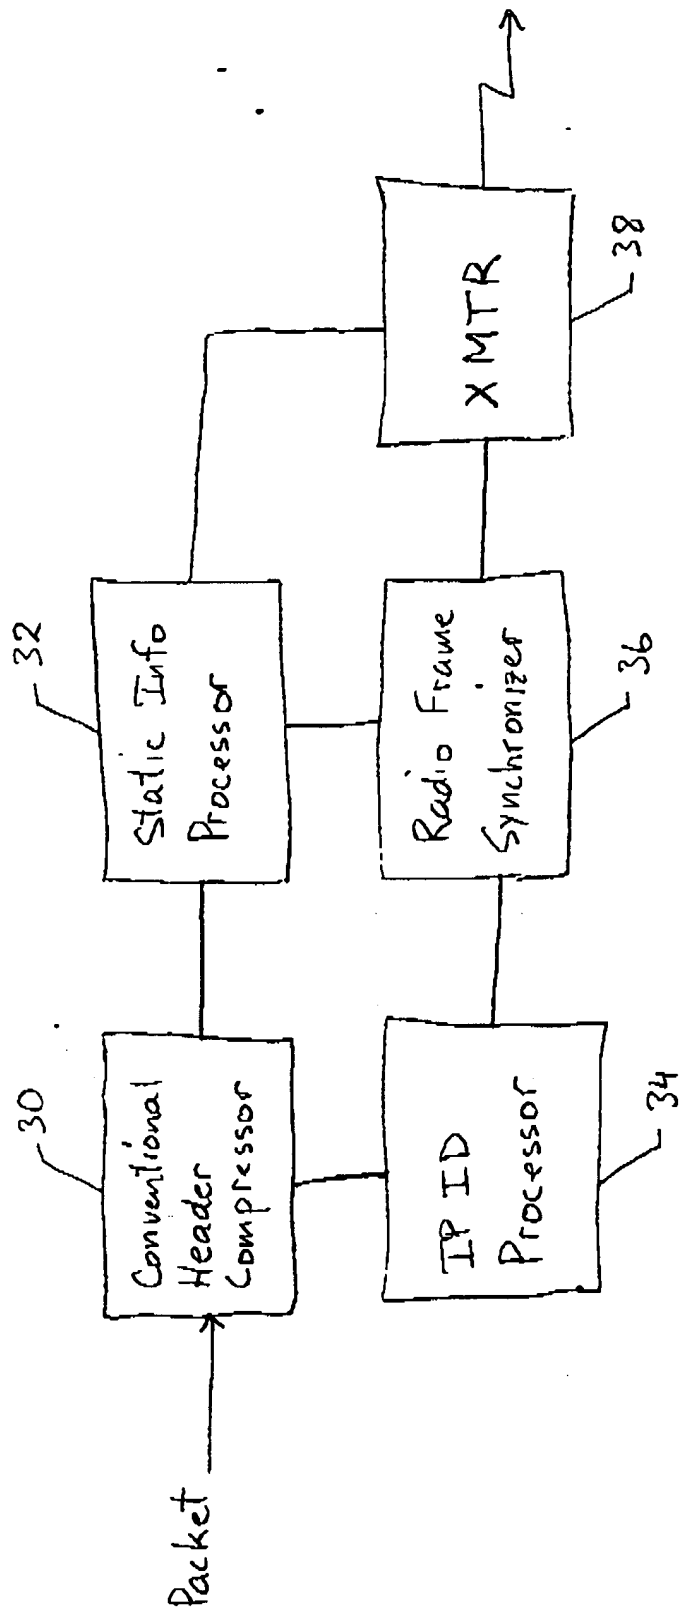 Packet
30
Conventional
Header
Compressor
32
Static Info
Processor
34
IP ID
Processor
36
Radio Frame
Synchronizer
38
XMTR